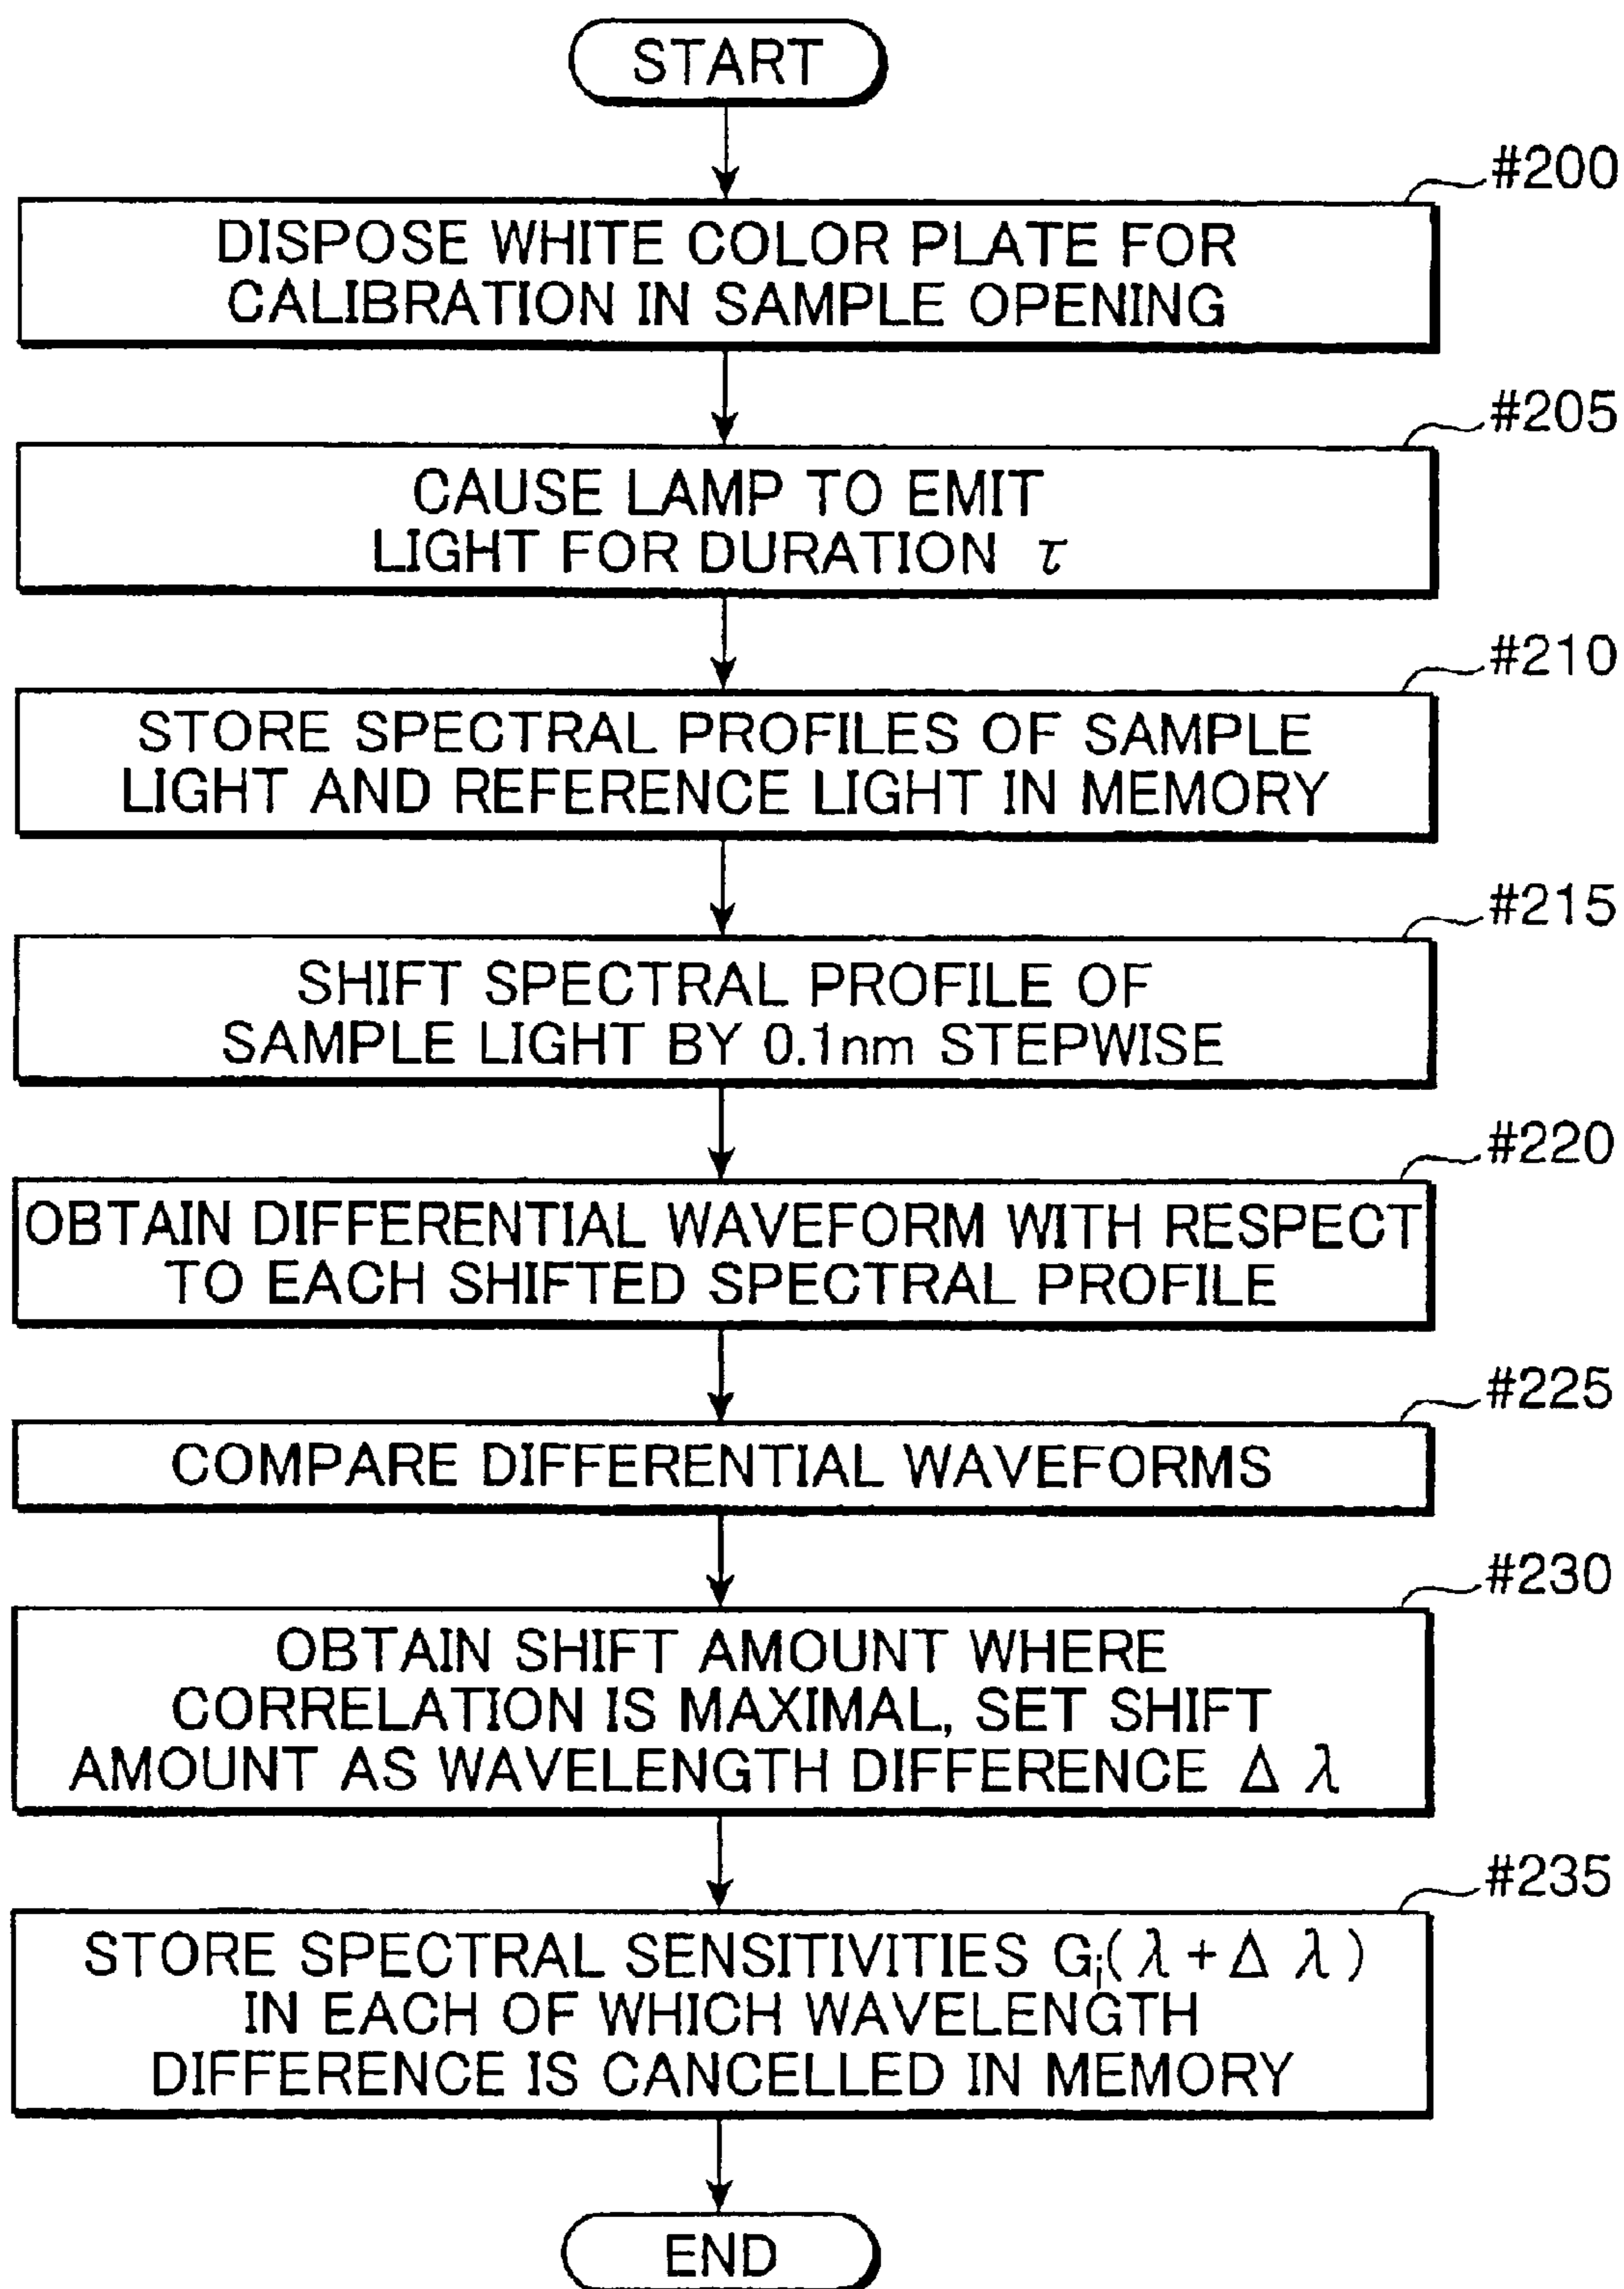 START
#200
DISPOSE WHITE COLOR PLATE FOR
CALIBRATION IN SAMPLE OPENING
#205
CAUSE LAMP TO EMIT
LIGHT FOR DURATION τ
#210
STORE SPECTRAL PROFILES OF SAMPLE
LIGHT AND REFERENCE LIGHT IN MEMORY
#215
SHIFT SPECTRAL PROFILE OF
SAMPLE LIGHT BY 0.1nm STEPWISE
#220
OBTAIN DIFFERENTIAL WAVEFORM WITH RESPECT
TO EACH SHIFTED SPECTRAL PROFILE
#225
COMPARE DIFFERENTIAL WAVEFORMS
#230
OBTAIN SHIFT AMOUNT WHERE
CORRELATION IS MAXIMAL, SET SHIFT
AMOUNT AS WAVELENGTH DIFFERENCE Δ λ
#235
STORE SPECTRAL SENSITIVITIES Gi( λ + Δ λ )
IN EACH OF WHICH WAVELENGTH
DIFFERENCE IS CANCELLED IN MEMORY
END